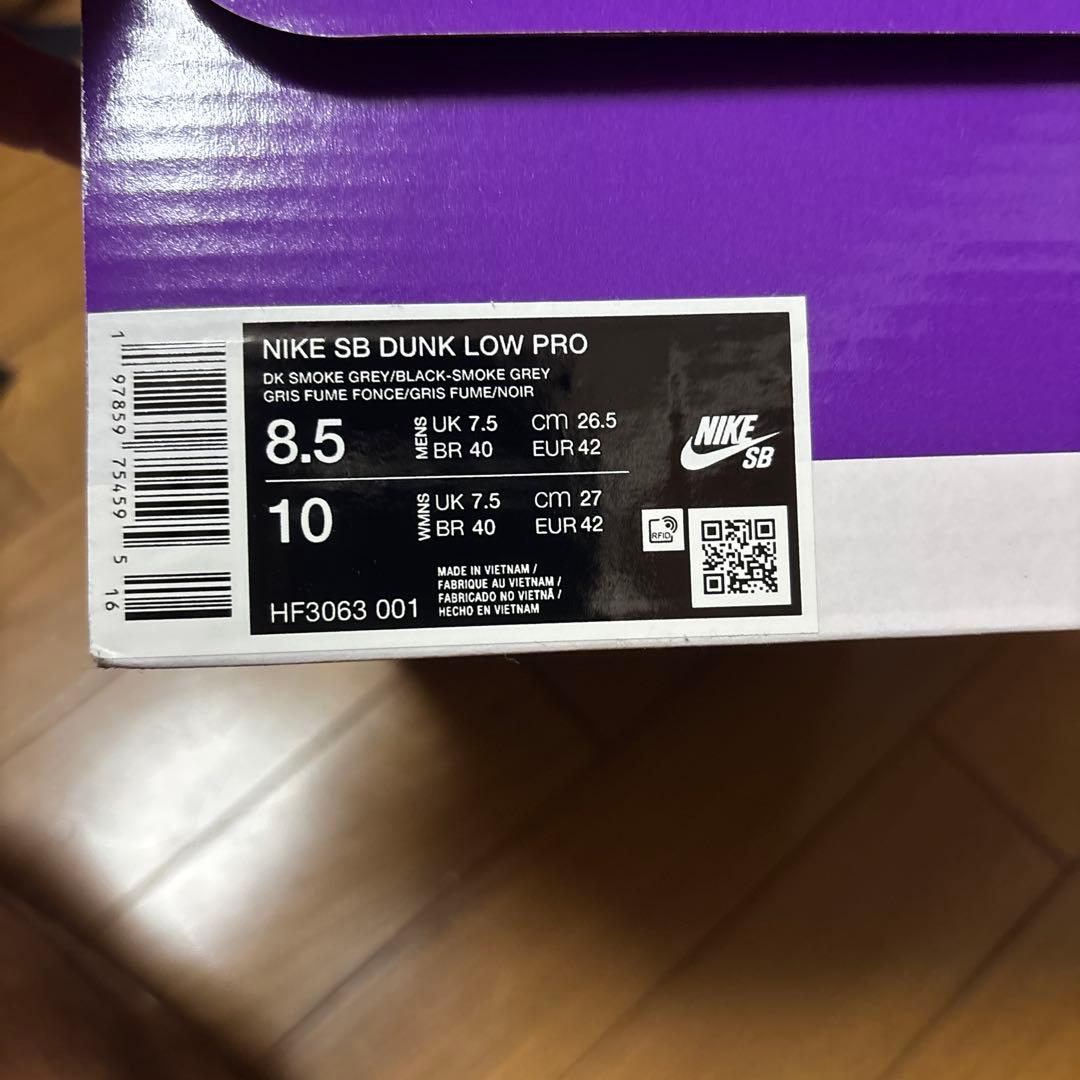 NIKE SB DUNK LOW PRO
DK SMOKE GREY/BLACK-SMOKE GREY
GRIS FUME FONCE/GRIS FUME/NOIR
8.5 MENS UK 7.5 cm 26.5
BR 40 EUR 42
10 WMNS UK 7.5 cm 27
BR 40 EUR 42
MADE IN VIETNAM /
FABRIQUE AU VIETNAM /
FABRICADO NO VIETNÃ /
HECHO EN VIETNAM
HF3063 001
NIKE
SB
RFID
1 97859 75459 5 16